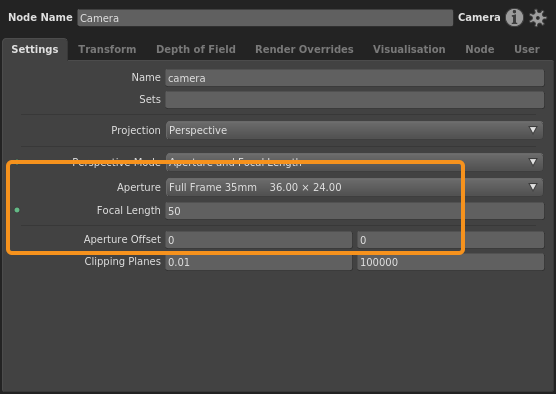 Node Name Camera Camera
Settings Transform Depth of Field Render Overrides Visualisation Node User
Name camera
Sets
Projection Perspective
Perspective Mode Aperture and Focal Length
Aperture Full Frame 35mm 36.00 × 24.00
Focal Length 50
Aperture Offset 0 0
Clipping Planes 0.01 100000